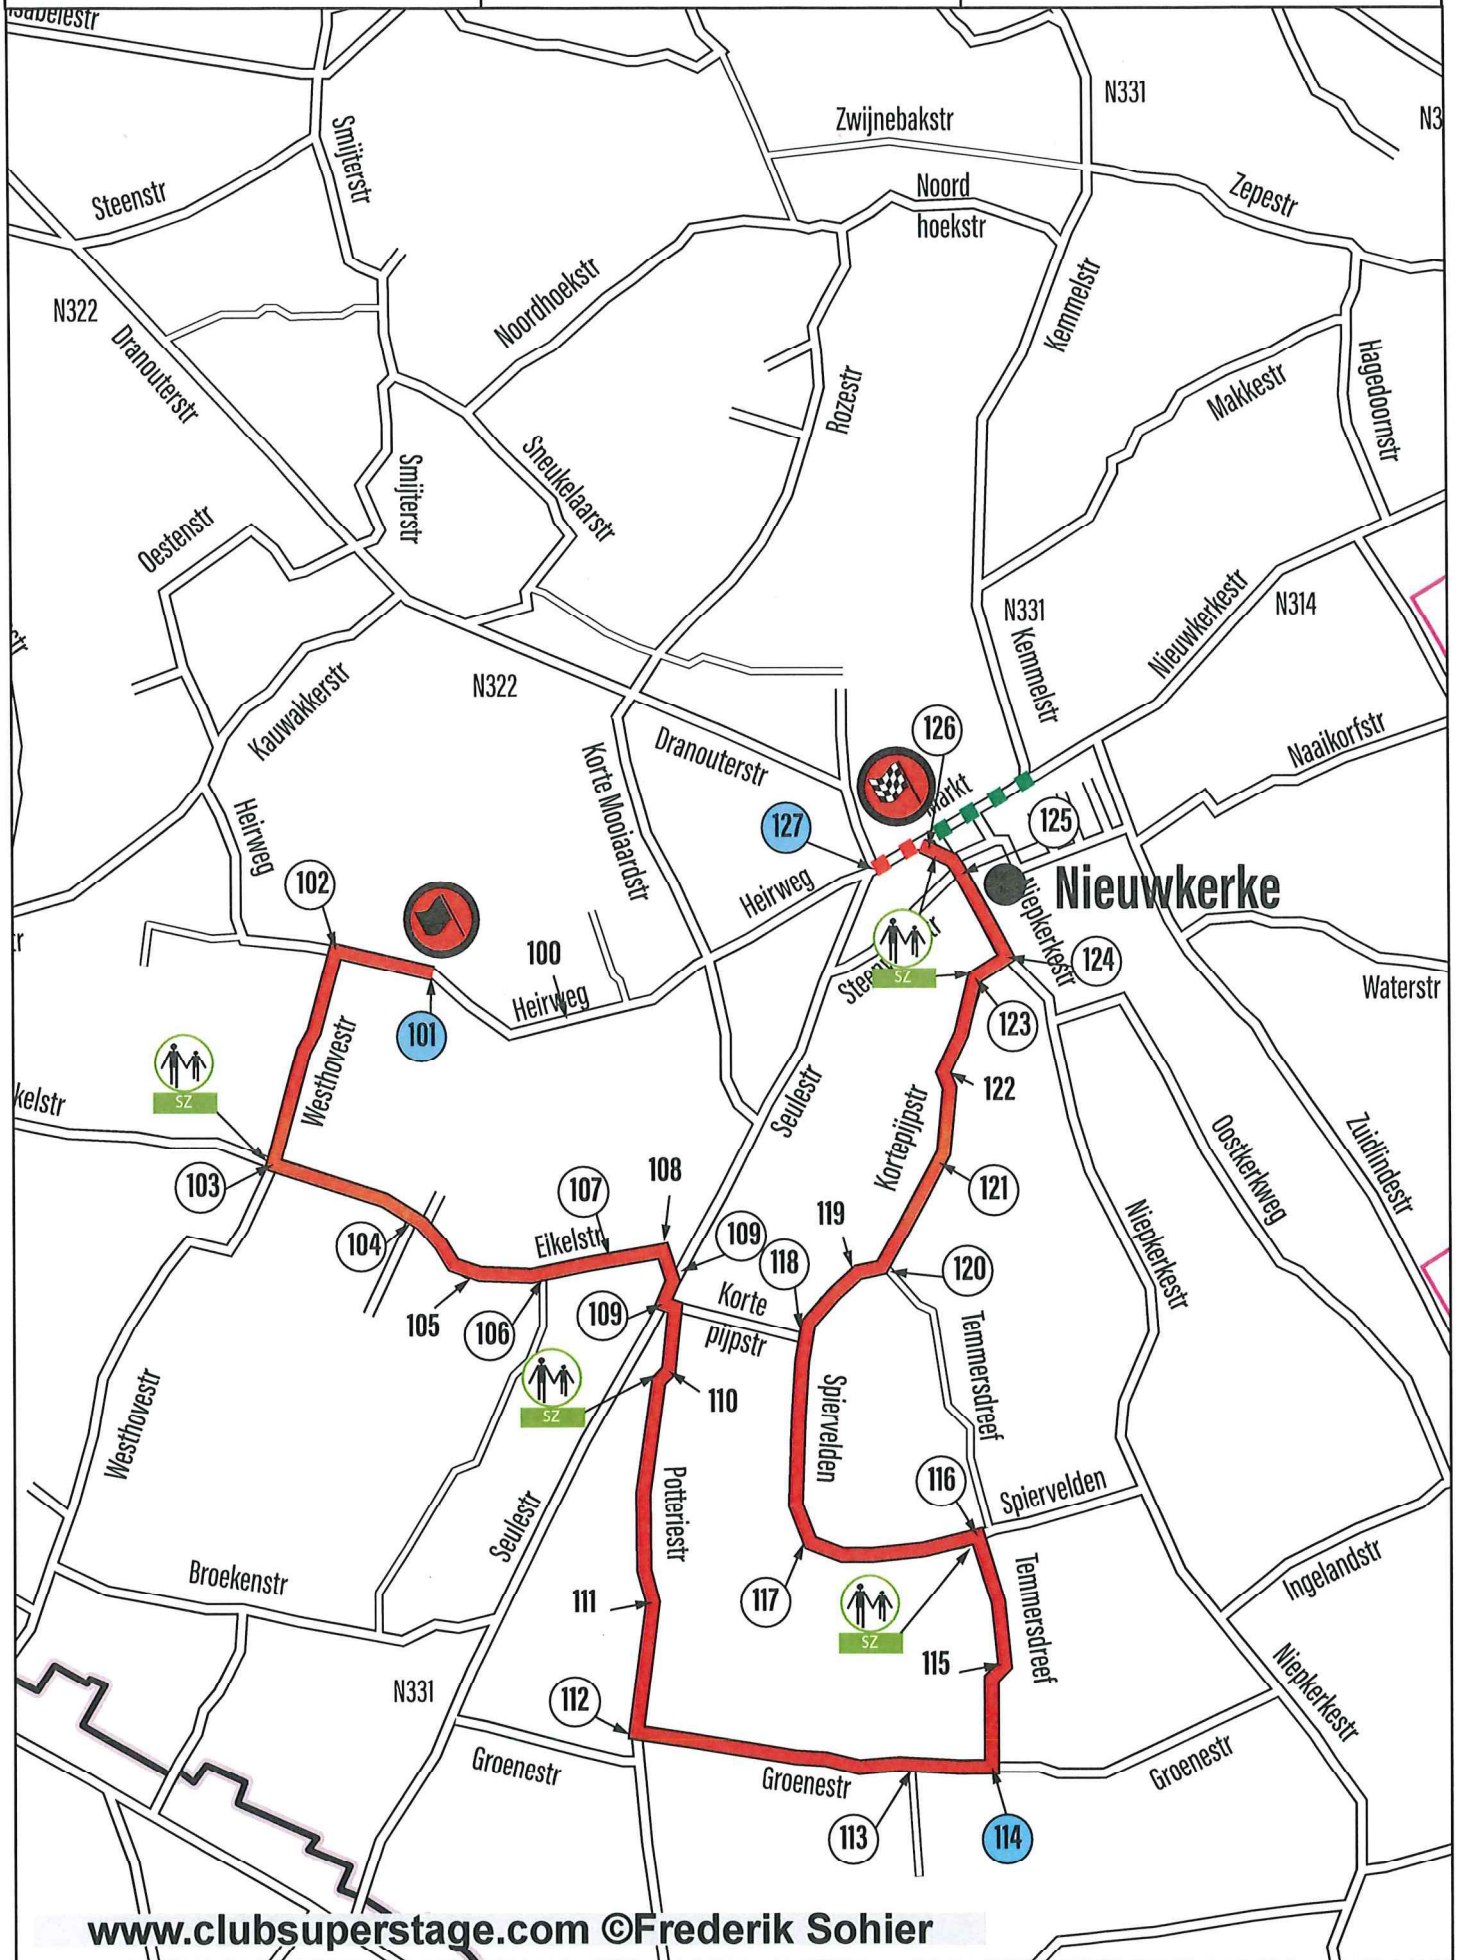 N331
Zwijnebakstr
Smijterstr
Steenstr
Noord
hoekstr
Zepestr
N322
Noordhoekstr
Kemmelstr
Dranouterstr
Rozestr
Makkestr
Hagedoornstr
Sneukelaarstr
Smijterstr
Oestenstr
N331
N314
Nieuwkerkestr
Kauwakkerstr
N322
Kemmelstr
Dranouterstr
126
Naaikorfstr
Korte Mooiaardstr
Markt
127
125
Heirweg
Heirweg
Nieuwkerke
102
Niepkerkestr
100
Heirweg
SZ
124
Waterstr
101
123
Westhovestr
122
SZ
Seulestr
Kortepijpstr
Oostkerkweg
Zuidlindestr
103
108
107
121
119
104
Eikelstr
109
118
120
Niepkerkestr
105
106
109
Korte
pijpstr
Temmersdreef
Westhovestr
SZ
110
Spiervelden
Potteriestr
116
Spiervelden
Seulestr
Broekenstr
111
117
SZ
Temmersdreef
Ingelandstr
115
N331
112
Niepkerkestr
Groenestr
Groenestr
Groenestr
113
114
www.clubsuperstage.com ©Frederik Sohier